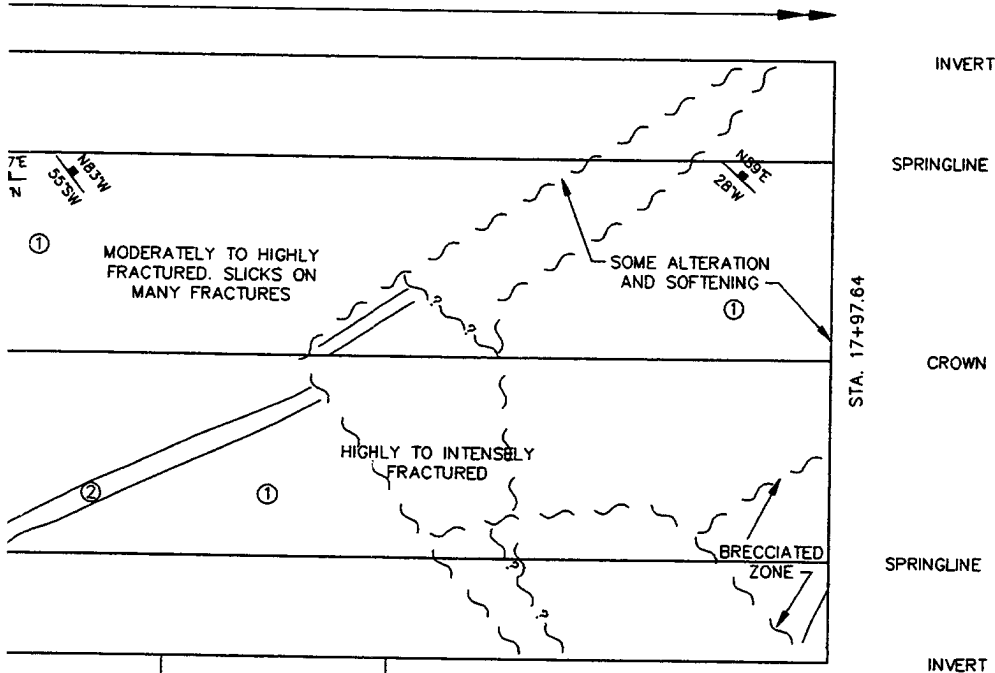 INVERT
SPRINGLINE
7'E
N
N83°W
55°SW
N89°E
28°W
①
MODERATELY TO HIGHLY
FRACTURED. SLICKS ON
MANY FRACTURES
SOME ALTERATION
AND SOFTENING
①
?
?
STA. 17+97.64
CROWN
HIGHLY TO INTENSELY
FRACTURED
②
①
BRECCIATED
ZONE
?
?
SPRINGLINE
INVERT